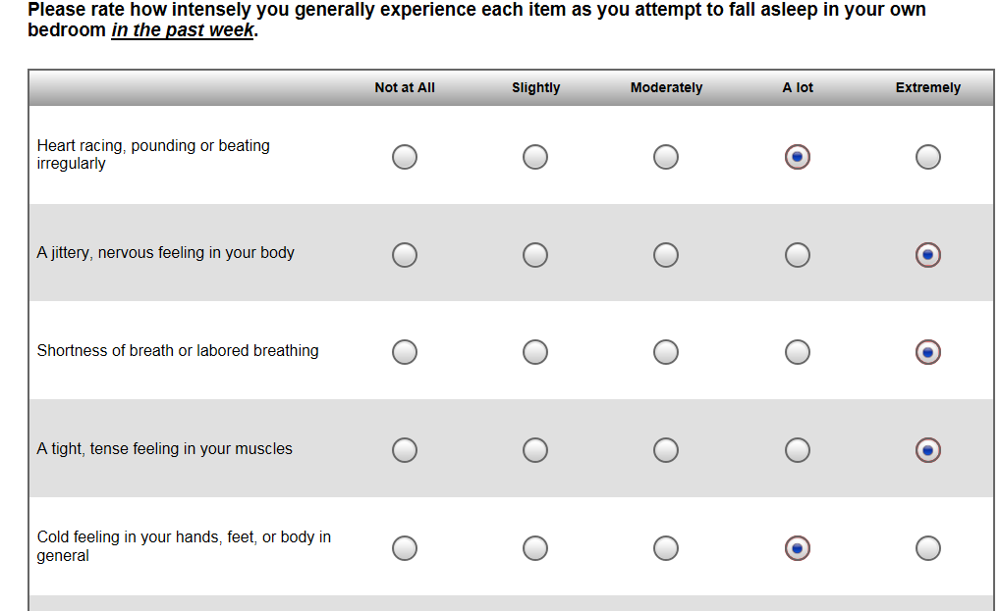 Please rate how intensely you generally experience each item as you attempt to fall asleep in your own
bedroom in the past week.
Not at All Slightly Moderately A lot Extremely
Heart racing, pounding or beating
irregularly
A jittery, nervous feeling in your body
Shortness of breath or labored breathing
A tight, tense feeling in your muscles
Cold feeling in your hands, feet, or body in
general